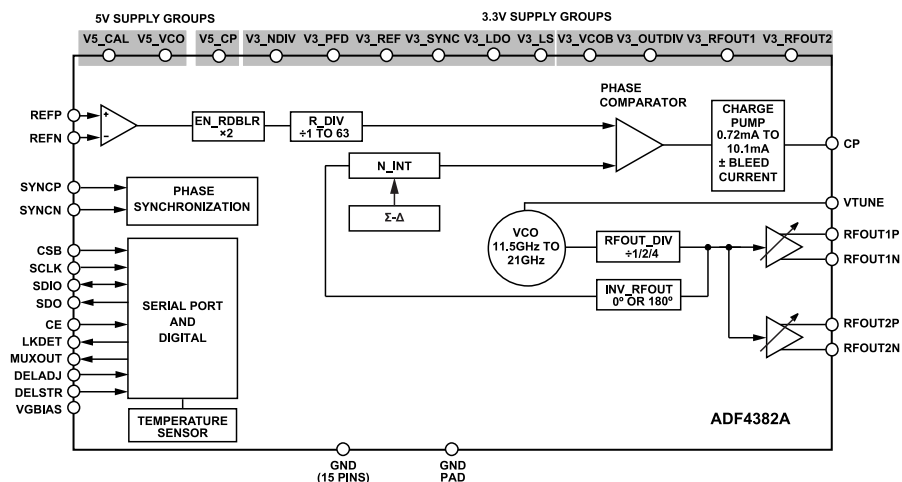 5V SUPPLY GROUPS
3.3V SUPPLY GROUPS
V5_CAL V5_VCO V5_CP V3_NDIV V3_PFD V3_REF V3_SYNC V3_LDO V3_LS V3_VCOB V3_OUTDIV V3_RFOUT1 V3_RFOUT2
REFP
REFN
+
−
EN_RDBLR
×2
R_DIV
÷1 TO 63
PHASE
COMPARATOR
CHARGE
PUMP
0.72mA TO
10.1mA
± BLEED
CURRENT
CP
N_INT
Σ-Δ
SYNCP
SYNCN
PHASE
SYNCHRONIZATION
VTUNE
VCO
11.5GHz TO
21GHz
RFOUT_DIV
÷1/2/4
INV_RFOUT
0º OR 180º
RFOUT1P
RFOUT1N
RFOUT2P
RFOUT2N
CSB
SCLK
SDIO
SDO
CE
LKDET
MUXOUT
DELADJ
DELSTR
VGBIAS
SERIAL PORT
AND
DIGITAL
TEMPERATURE
SENSOR
ADF4382A
GND
(15 PINS)
GND
PAD